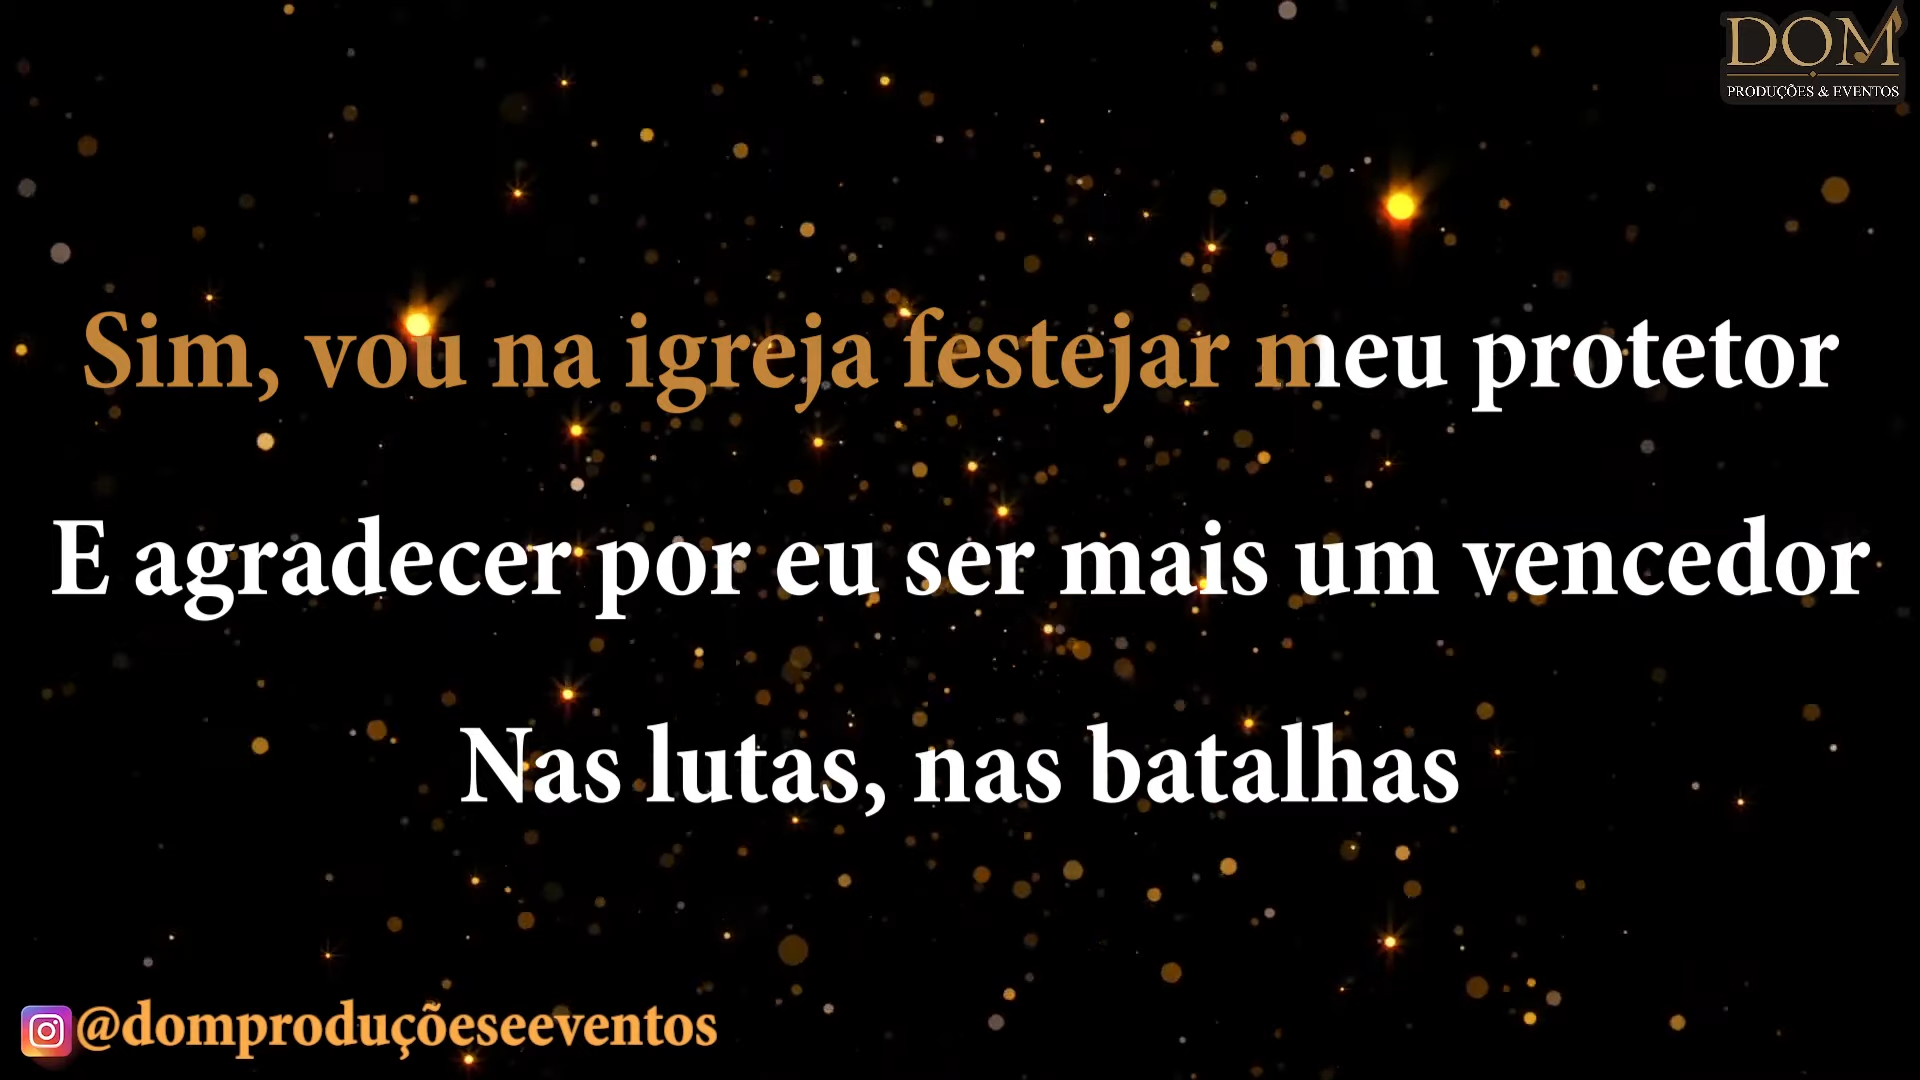 DOM
PRODUÇÕES & EVENTOS
Sim, vou na igreja festejar meu protetor
E agradecer por eu ser mais um vencedor
Nas lutas, nas batalhas
@domproduçõeseeventos